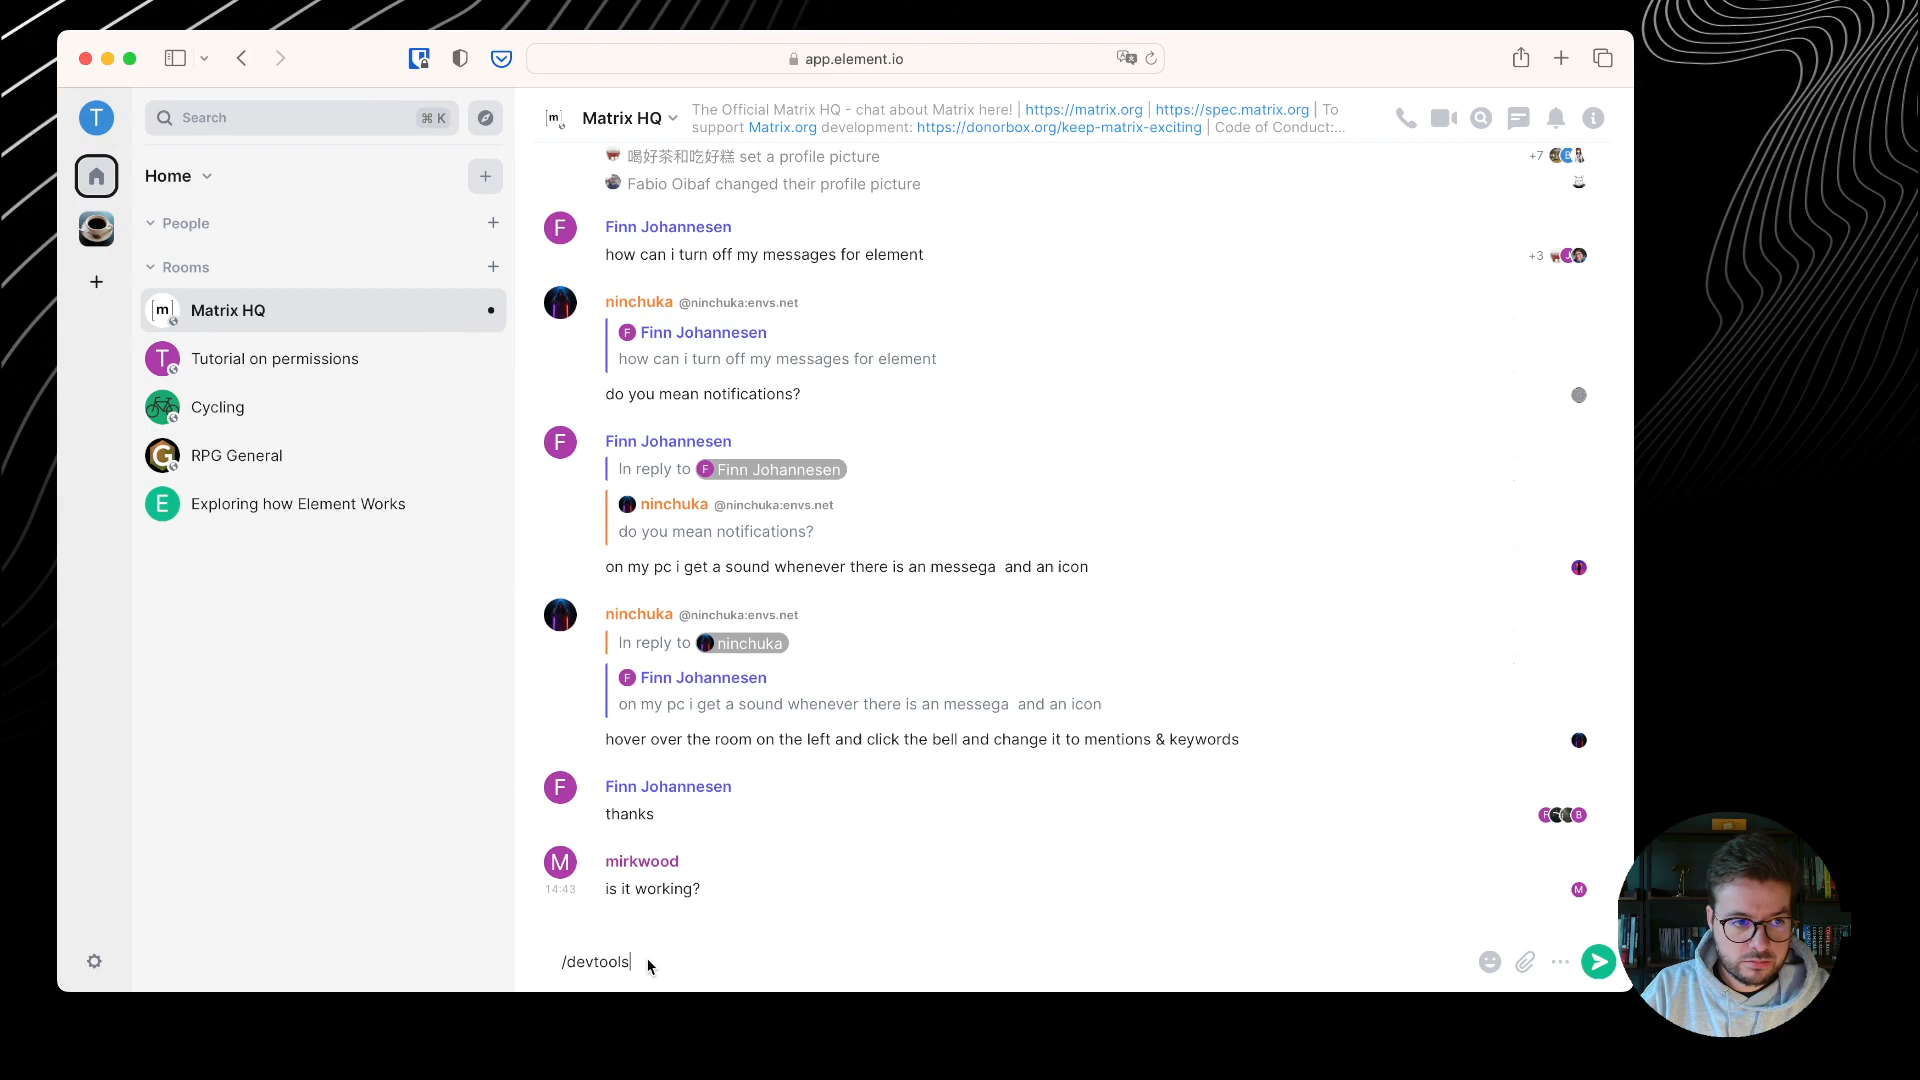 app.element.io
T
Search
⌘ K
Home
People
Rooms
[m] Matrix HQ
T Tutorial on permissions
Cycling
G RPG General
E Exploring how Element Works
[m] Matrix HQ
The Official Matrix HQ - chat about Matrix here! | https://matrix.org | https://spec.matrix.org | To
support Matrix.org development: https://donorbox.org/keep-matrix-exciting | Code of Conduct:...
喝好茶和吃好糕 set a profile picture
+7
Fabio Oibaf changed their profile picture
F Finn Johannesen
how can i turn off my messages for element
+3
ninchuka @ninchuka:envs.net
F Finn Johannesen
how can i turn off my messages for element
do you mean notifications?
F Finn Johannesen
In reply to F Finn Johannesen
ninchuka @ninchuka:envs.net
do you mean notifications?
on my pc i get a sound whenever there is an messega  and an icon
ninchuka @ninchuka:envs.net
In reply to ninchuka
F Finn Johannesen
on my pc i get a sound whenever there is an messega  and an icon
hover over the room on the left and click the bell and change it to mentions & keywords
F Finn Johannesen
thanks
F B
M mirkwood
14:43 is it working?
M
/devtools